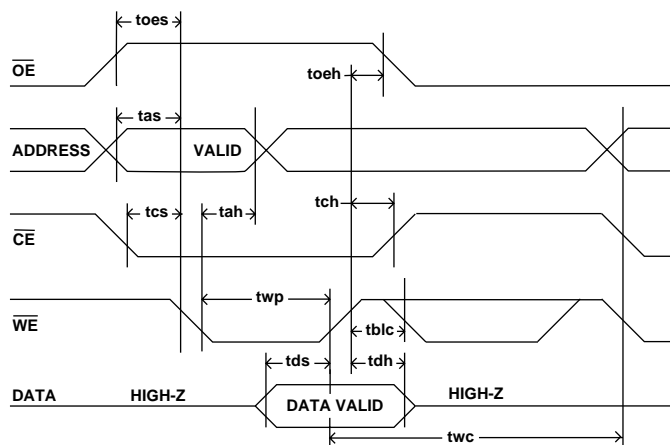 toes
OE
toeh
tas
ADDRESS
VALID
tcs
tah
tch
CE
twp
WE
tblc
tds
tdh
DATA
HIGH-Z
DATA VALID
HIGH-Z
twc